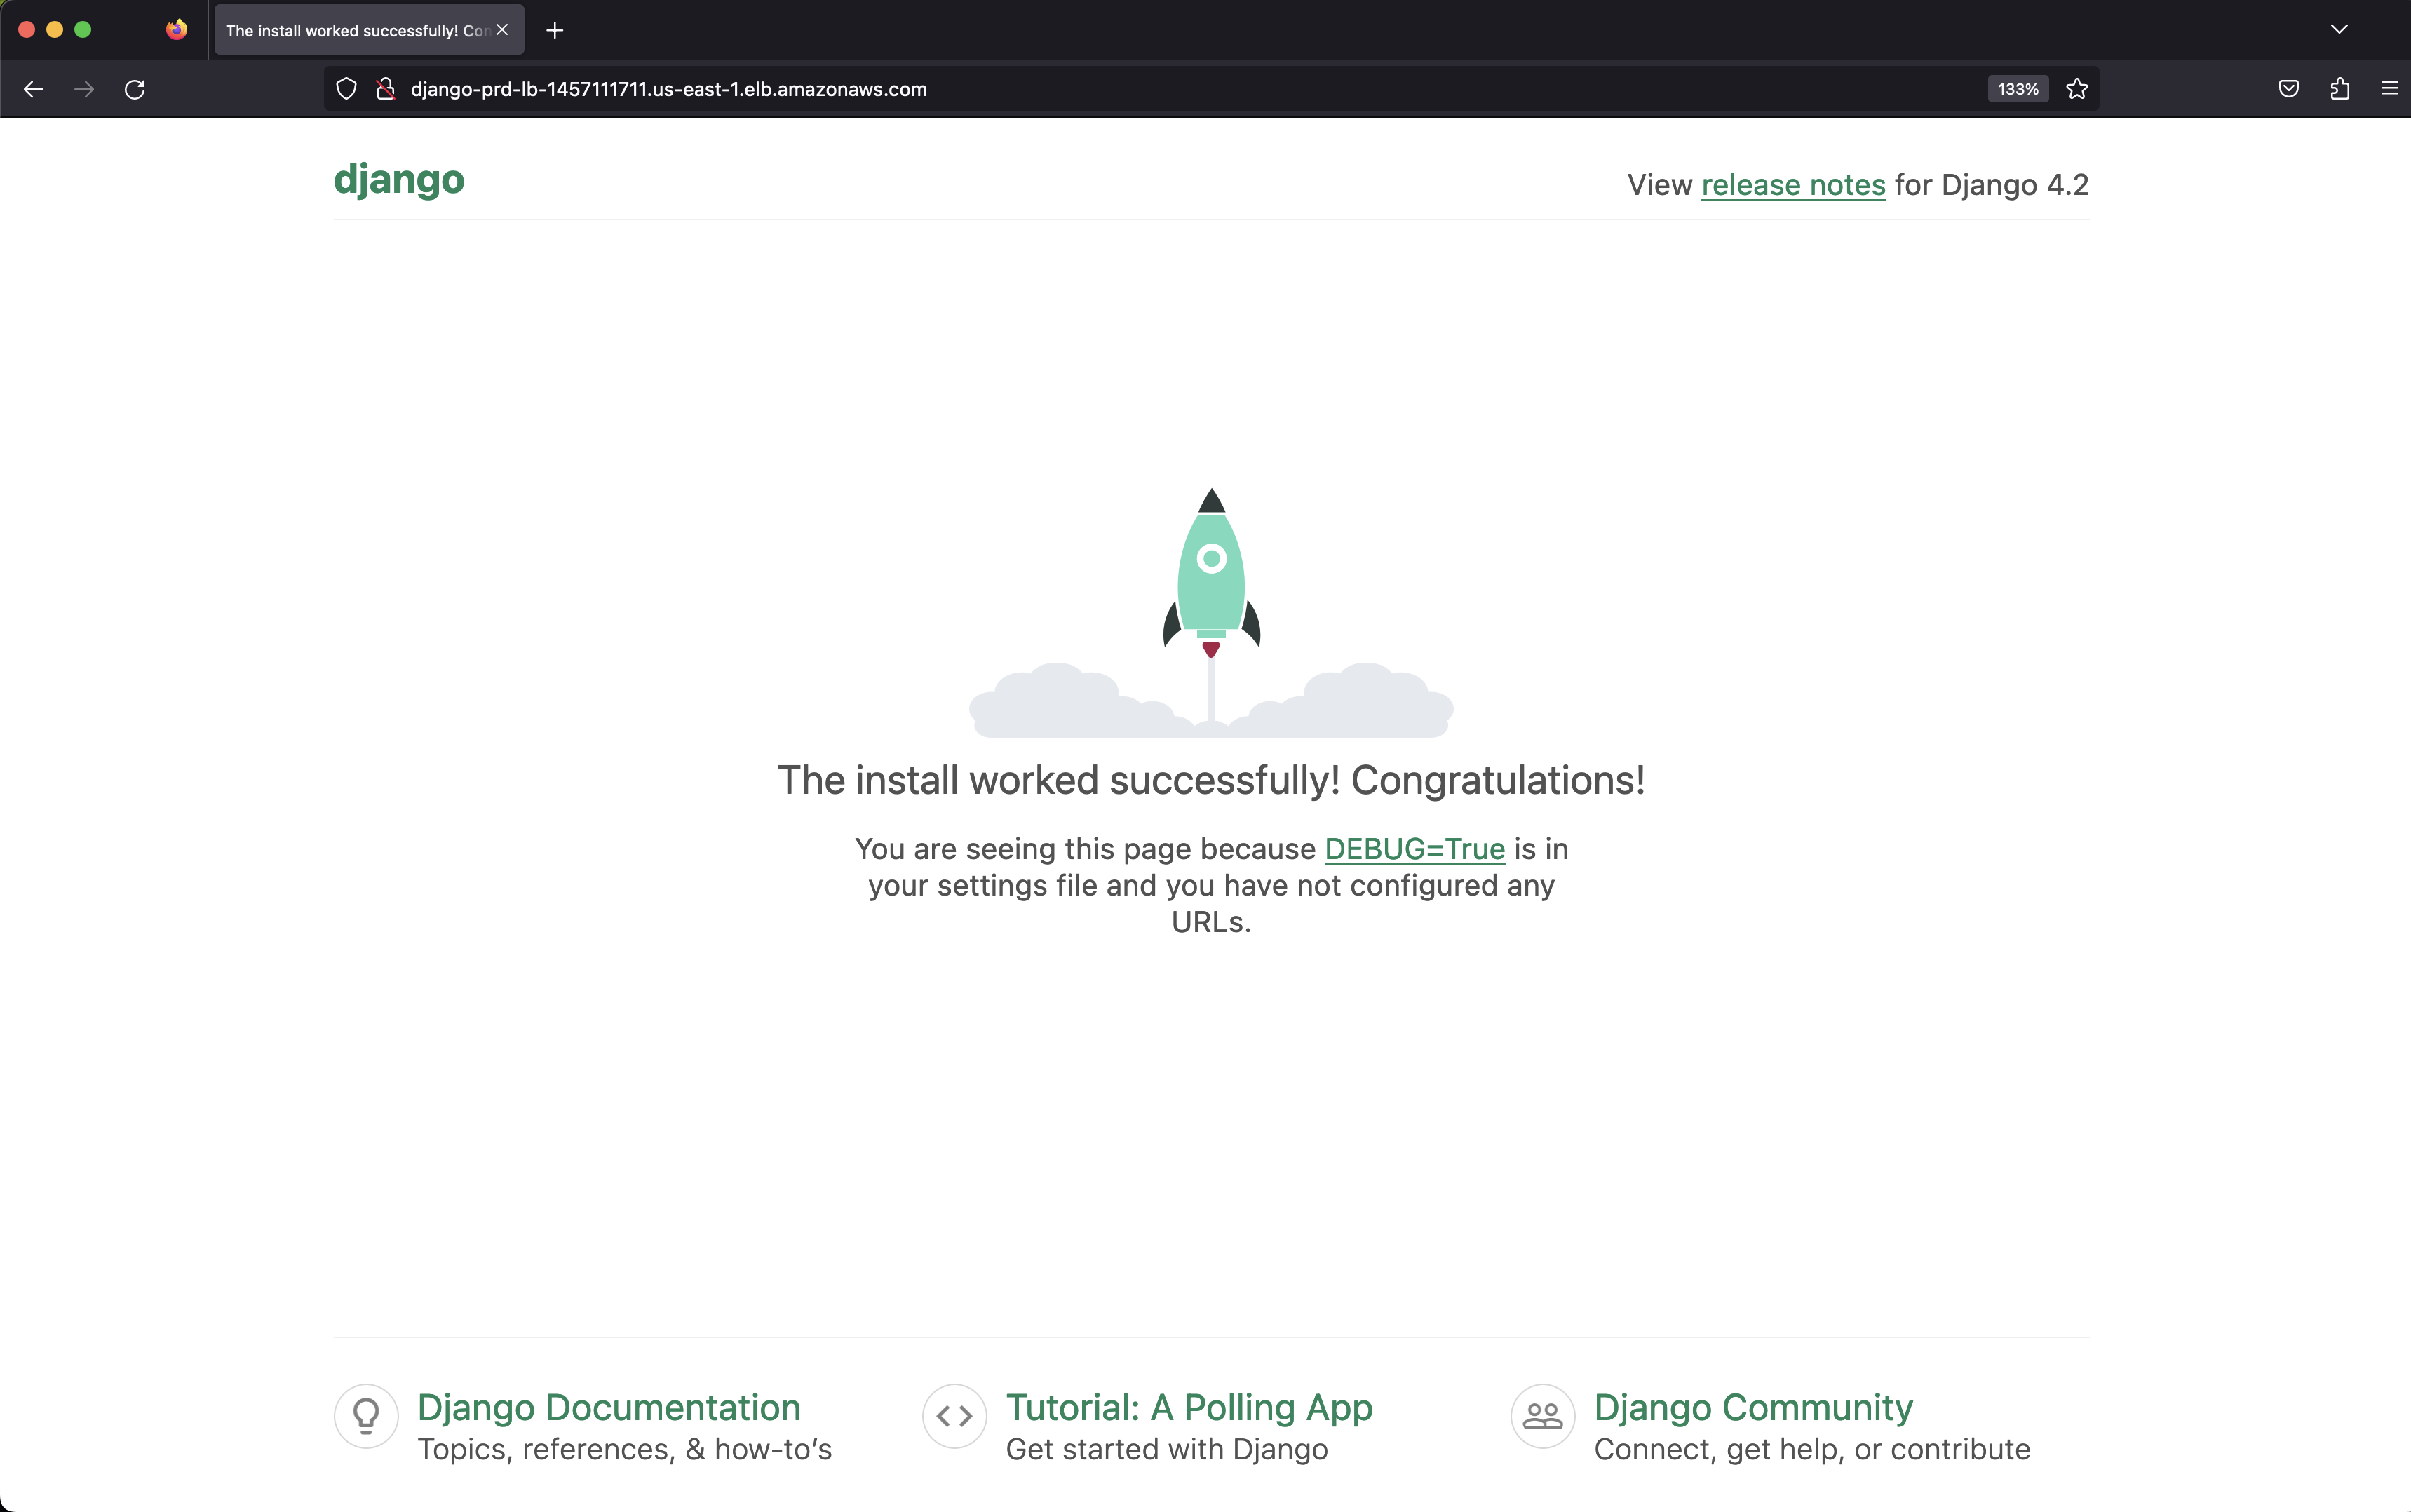 The install worked successfully! Con
django-prd-lb-1457111711.us-east-1.elb.amazonaws.com
133%
django
View release notes for Django 4.2
The install worked successfully! Congratulations!
You are seeing this page because DEBUG=True is in
your settings file and you have not configured any
URLs.
Django Documentation
Topics, references, & how-to’s
Tutorial: A Polling App
Get started with Django
Django Community
Connect, get help, or contribute